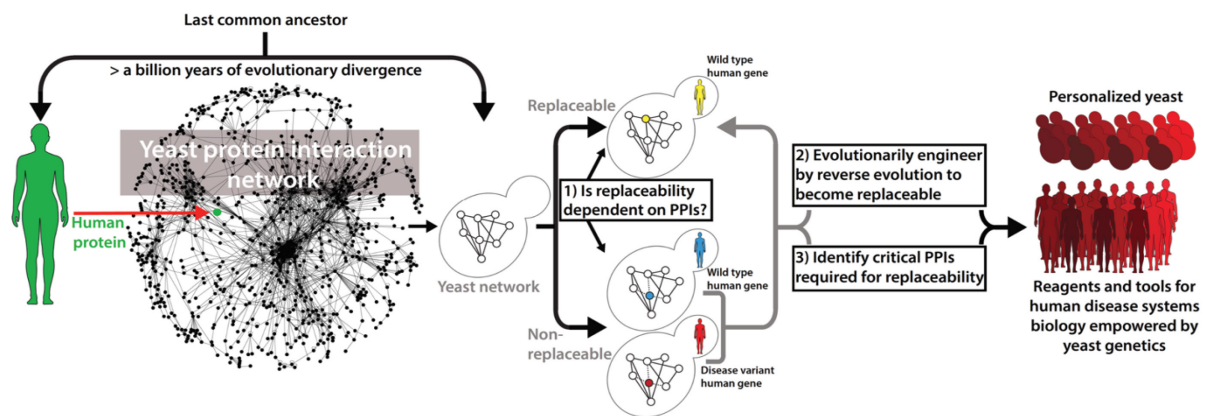 Last common ancestor
> a billion years of evolutionary divergence
Yeast protein interaction
network
Human
protein
Yeast network
Replaceable
Wild type
human gene
1) Is replaceability
dependent on PPIs?
Wild type
human gene
Non-
replaceable
Disease variant
human gene
2) Evolutionarily engineer
by reverse evolution to
become replaceable
3) Identify critical PPIs
required for replaceability
Personalized yeast
Reagents and tools for
human disease systems
biology empowered by
yeast genetics